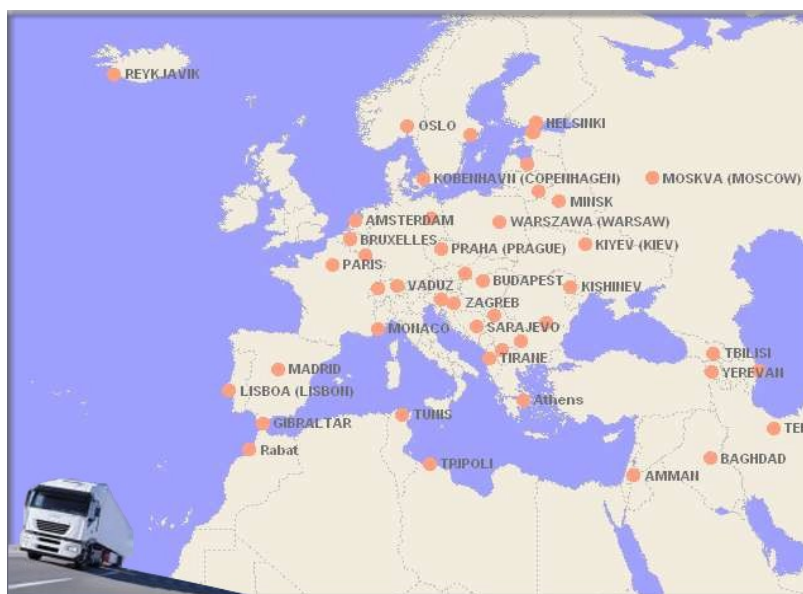 REYKJAVIK
OSLO
HELSINKI
KOBENHAVN (COPENHAGEN)
MOSKVA (MOSCOW)
MINSK
AMSTERDAM
WARSZAWA (WARSAW)
BRUXELLES
PRAHA (PRAGUE)
KIYEV (KIEV)
PARIS
VADUZ
BUDAPEST
KISHINEV
ZAGREB
MONACO
SARAJEVO
TIRANE
TBILISI
MADRID
YEREVAN
LISBOA (LISBON)
Athens
TUNIS
GIBRALTAR
TEI
Rabat
TRIPOLI
BAGHDAD
AMMAN